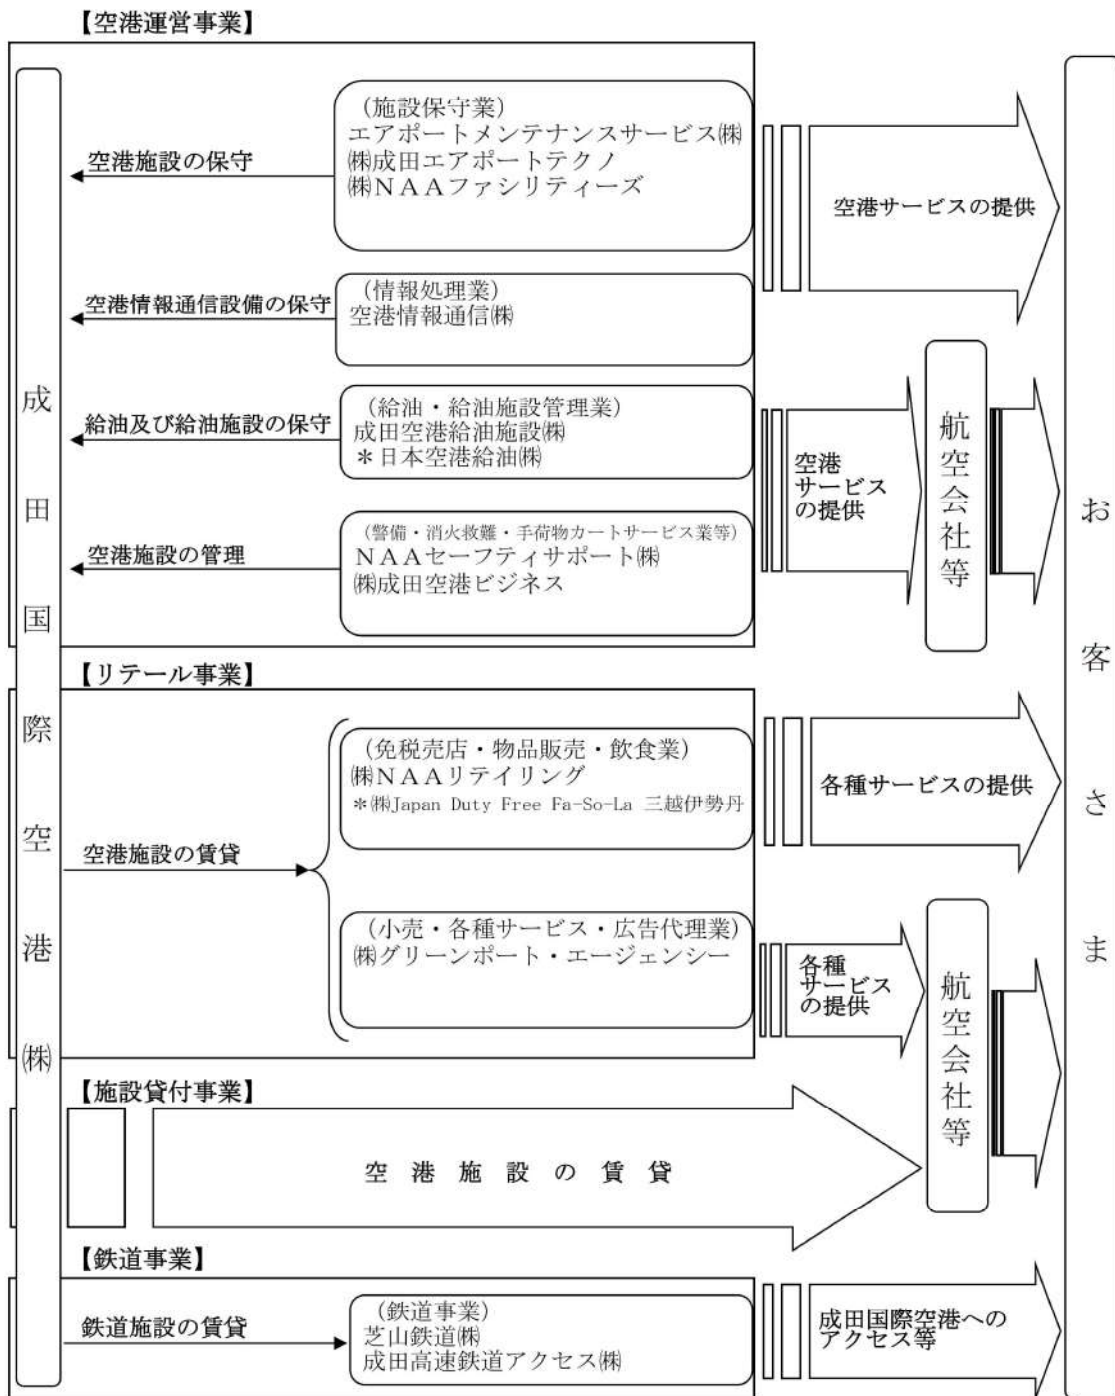 【空港運営事業】
成田国際空港㈱
空港施設の保守
（施設保守業）
エアポートメンテナンスサービス㈱
㈱成田エアポートテクノ
㈱ＮＡＡファシリティーズ
空港サービスの提供
空港情報通信設備の保守
（情報処理業）
空港情報通信㈱
給油及び給油施設の保守
（給油・給油施設管理業）
成田空港給油施設㈱
＊日本空港給油㈱
空港施設の管理
（警備・消火救難・手荷物カートサービス業等）
ＮＡＡセーフティサポート㈱
㈱成田空港ビジネス
空港
サービス
の提供
航空会社等
お客さま
【リテール事業】
空港施設の賃貸
（免税売店・物品販売・飲食業）
㈱ＮＡＡリテイリング
＊㈱Japan Duty Free Fa-So-La 三越伊勢丹
各種サービスの提供
（小売・各種サービス・広告代理業）
㈱グリーンポート・エージェンシー
各種
サービス
の提供
航空会社等
【施設貸付事業】
空港施設の賃貸
【鉄道事業】
鉄道施設の賃貸
（鉄道事業）
芝山鉄道㈱
成田高速鉄道アクセス㈱
成田国際空港への
アクセス等